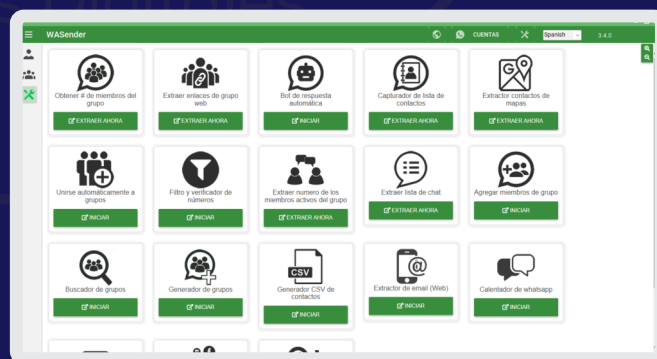 WASender
CUENTAS
Spanish
3.4.0
Obtener # de miembros del
grupo
EXTRAER AHORA
Extraer enlaces de grupo
web
EXTRAER AHORA
Bot de respuesta
automática
INICIAR
Capturador de lista de
contactos
EXTRAER AHORA
GV
Extractor contactos de
mapas
EXTRAER AHORA
Unirse automáticamente a
grupos
INICIAR
Filtro y verificador de
números
INICIAR
Extraer numero de los
miembros activos del grupo
EXTRAER AHORA
Extraer lista de chat
EXTRAER AHORA
Agregar miembros de grupo
INICIAR
Buscador de grupos
INICIAR
Generador de grupos
INICIAR
CSV
Generador CSV de
contactos
INICIAR
@
Extractor de email (Web)
INICIAR
Calentador de whatsapp
INICIAR